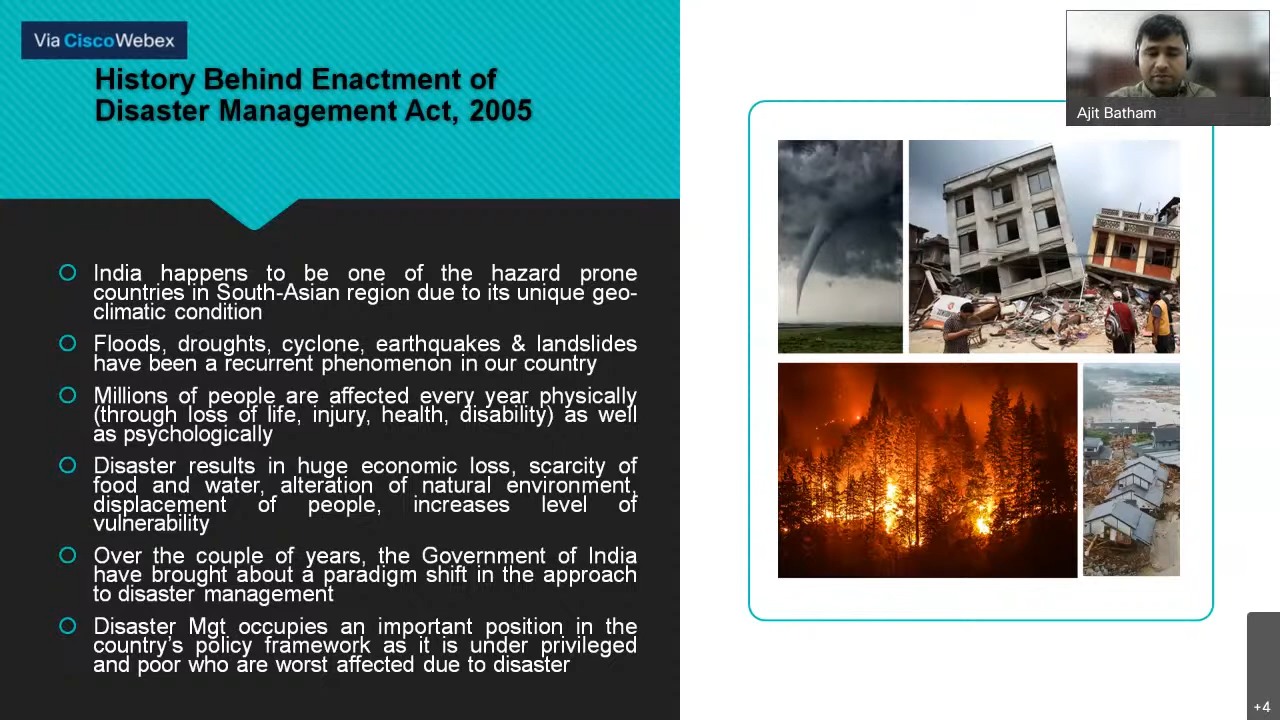 Via Cisco Webex
History Behind Enactment of
Disaster Management Act, 2005
India happens to be one of the hazard prone
countries in South-Asian region due to its unique geo-
climatic condition
Floods, droughts, cyclone, earthquakes & landslides
have been a recurrent phenomenon in our country
Millions of people are affected every year physically
(through loss of life, injury, health, disability) as well
as psychologically
Disaster results in huge economic loss, scarcity of
food and water, alteration of natural environment,
displacement of people, increases level of
vulnerability
Over the couple of years, the Government of India
have brought about a paradigm shift in the approach
to disaster management
Disaster Mgt occupies an important position in the
country's policy framework as it is under privileged
and poor who are worst affected due to disaster
Ajit Batham
+4